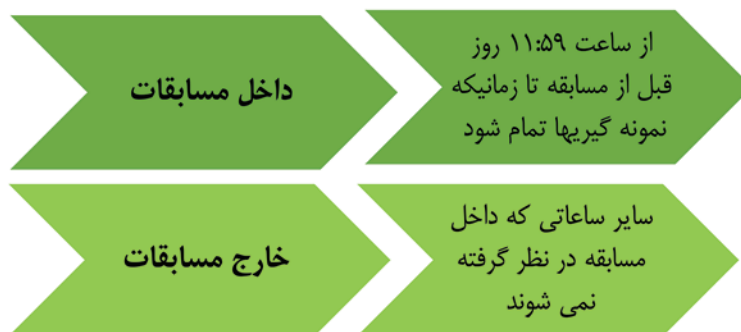 داخل مسابقات
از ساعت ۱۱:۵۹ روز
قبل از مسابقه تا زمانیکه
نمونه گیریها تمام شود
خارج مسابقات
سایر ساعاتی که داخل
مسابقه در نظر گرفته
نمی شوند